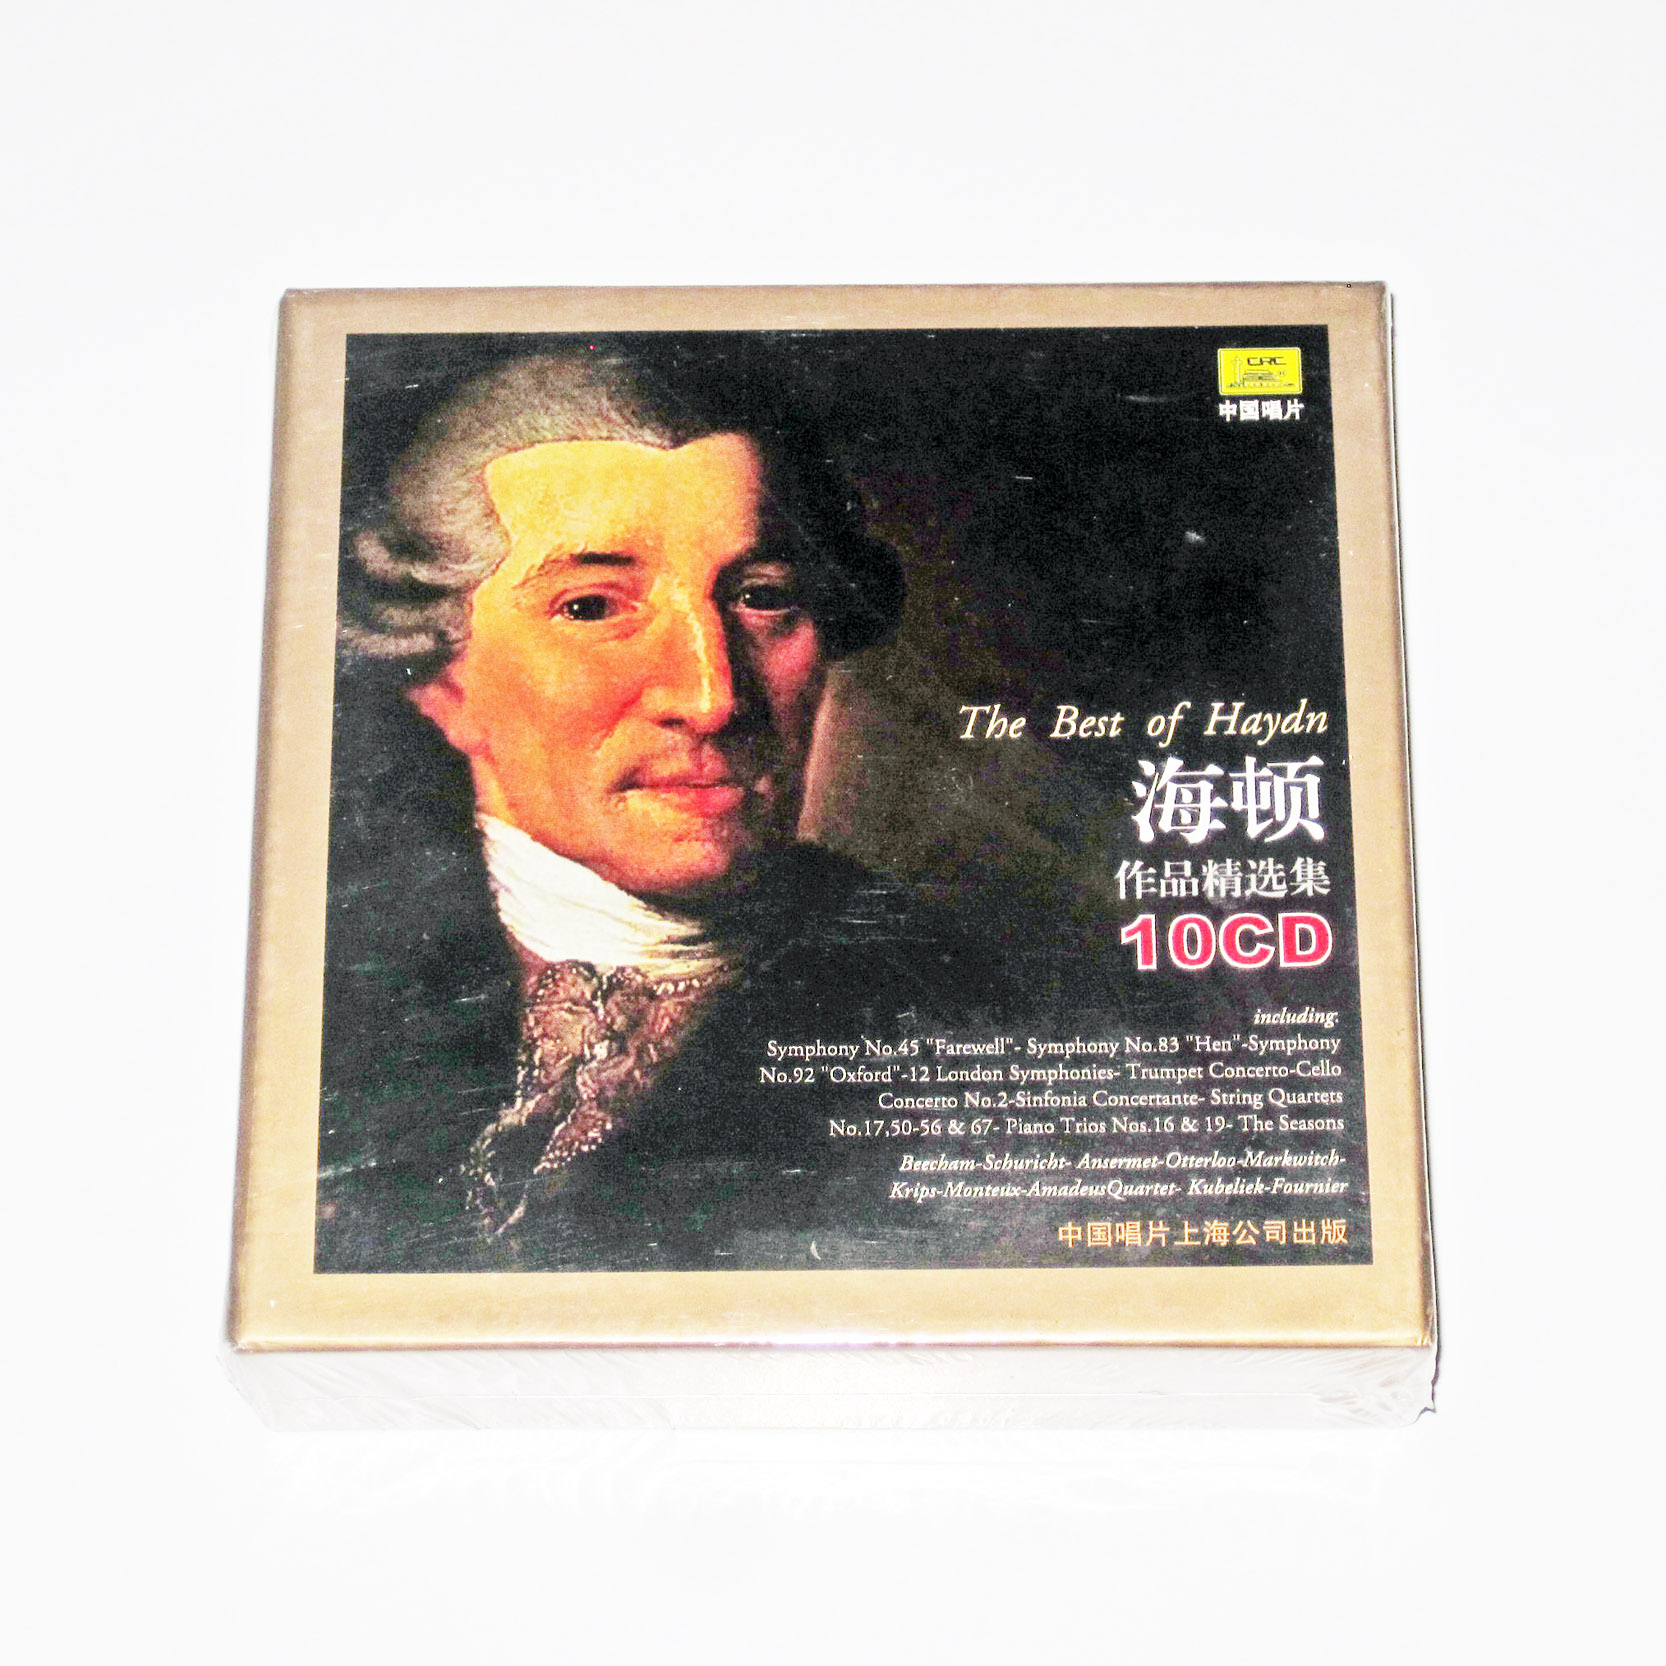 CRC
中国唱片
The Best of Haydn
海顿
作品精选集
10CD
including:
Symphony No.45 "Farewell"- Symphony No.83 "Hen"-Symphony
No.92 "Oxford"-12 London Symphonies- Trumpet Concerto-Cello
Concerto No.2-Sinfonia Concertante- String Quartets
No.17,50-56 & 67- Piano Trios Nos.16 & 19- The Seasons
Beecham-Schuricht- Ansermet-Otterloo-Markwitch-
Krips-Monteux-AmadeusQuartet- Kubeliek-Fournier
中国唱片上海公司出版